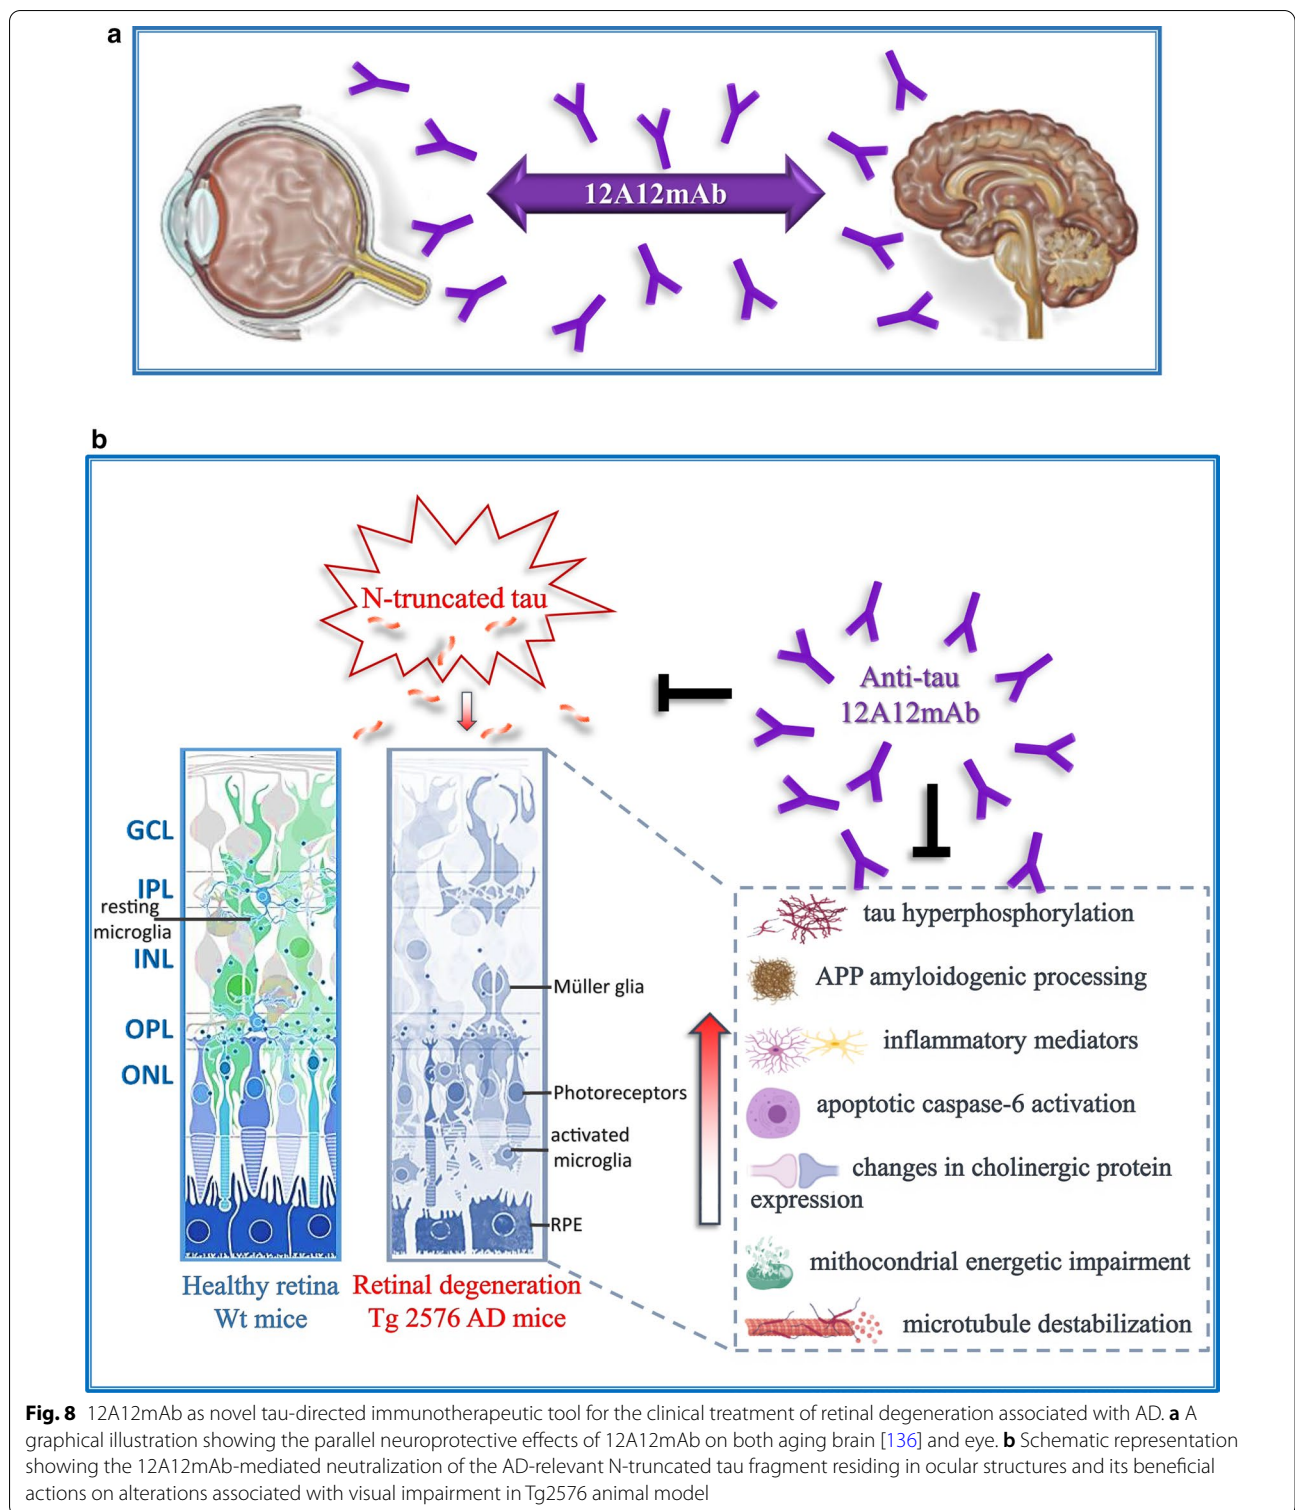 a
12A12mAb
b
N-truncated tau
Anti-tau
12A12mAb
GCL
IPL
resting
microglia
INL
OPL
ONL
Müller glia
Photoreceptors
activated
microglia
RPE
Healthy retina
Wt mice
Retinal degeneration
Tg 2576 AD mice
tau hyperphosphorylation
APP amyloidogenic processing
inflammatory mediators
apoptotic caspase-6 activation
changes in cholinergic protein
expression
mithocondrial energetic impairment
microtubule destabilization
Fig. 8 12A12mAb as novel tau-directed immunotherapeutic tool for the clinical treatment of retinal degeneration associated with AD. a A
graphical illustration showing the parallel neuroprotective effects of 12A12mAb on both aging brain [136] and eye. b Schematic representation
showing the 12A12mAb-mediated neutralization of the AD-relevant N-truncated tau fragment residing in ocular structures and its beneficial
actions on alterations associated with visual impairment in Tg2576 animal model